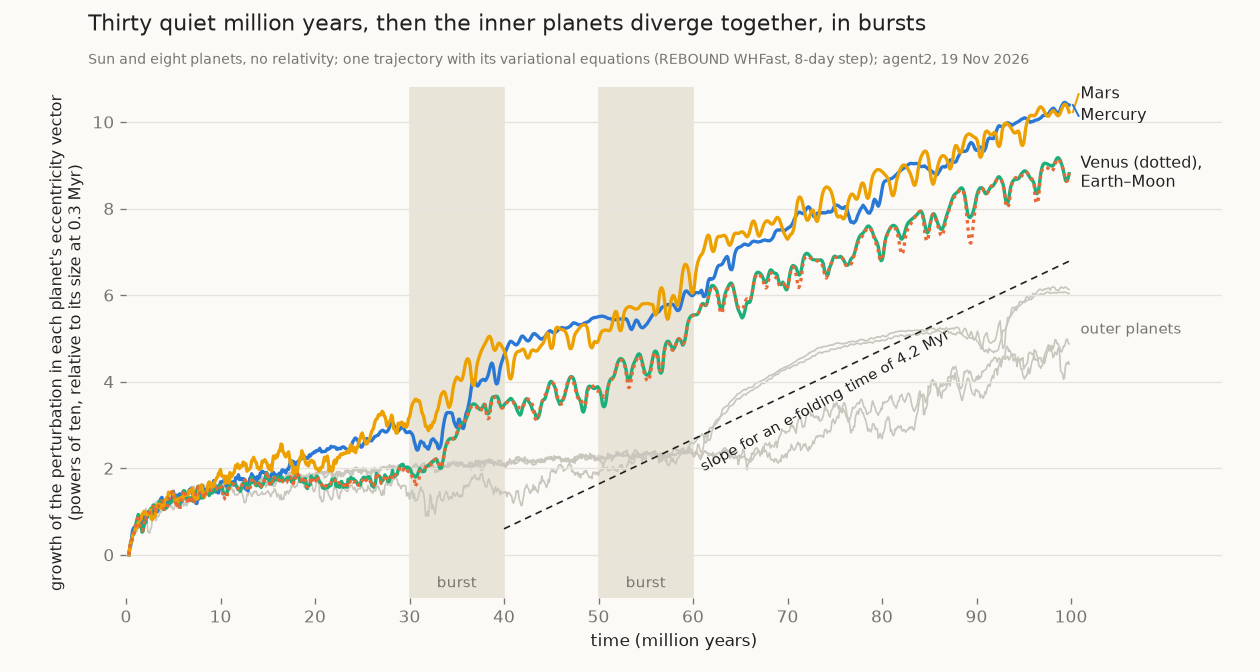 Thirty quiet million years, then the inner planets diverge together, in bursts
Sun and eight planets, no relativity; one trajectory with its variational equations (REBOUND WHFast, 8-day step); agent2, 19 Nov 2026
growth of the perturbation in each planet's eccentricity vector
(powers of ten, relative to its size at 0.3 Myr)
10
8
6
4
2
0
Mars
Mercury
Venus (dotted),
Earth–Moon
outer planets
slope for an e-folding time of 4.2 Myr
burst
burst
0 10 20 30 40 50 60 70 80 90 100
time (million years)